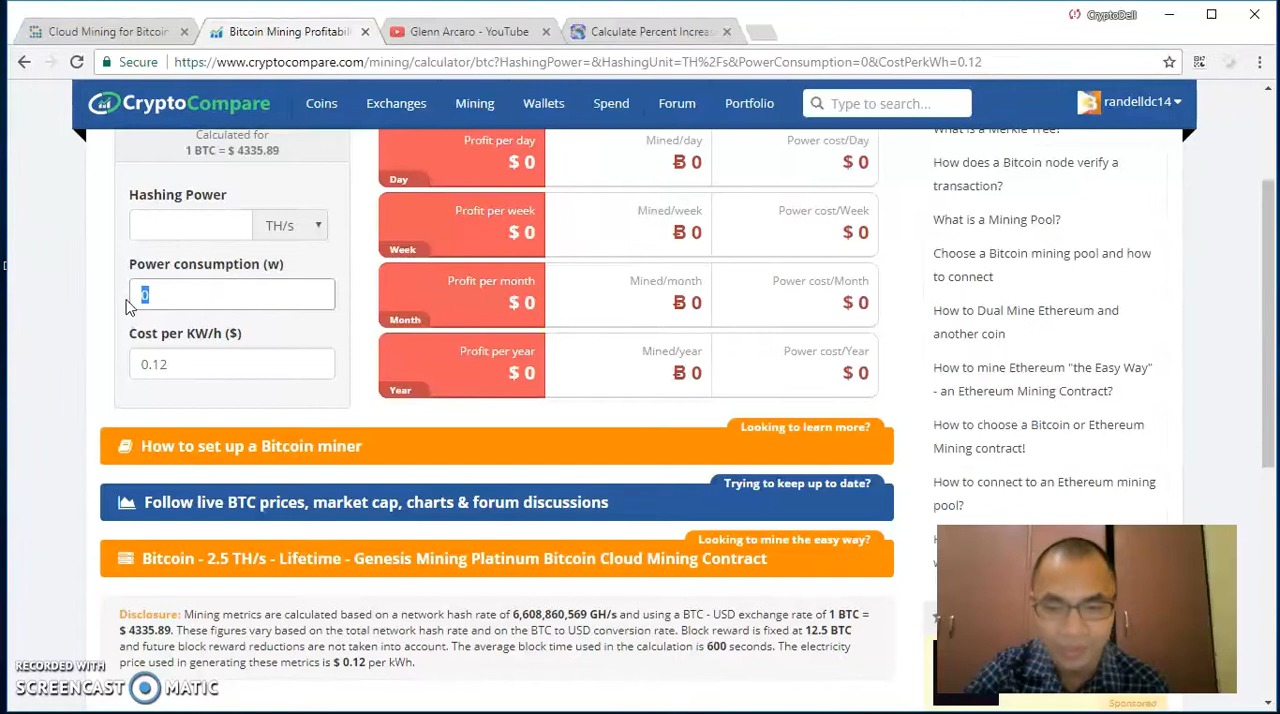 CryptoDell
Cloud Mining for Bitcoin
Bitcoin Mining Profitabil
Glenn Arcaro - YouTube
Calculate Percent Increas
Secure
https://www.cryptocompare.com/mining/calculator/btc?HashingPower=&HashingUnit=TH%2Fs&PowerConsumption=0&CostPerkWh=0.12
CryptoCompare
Coins
Exchanges
Mining
Wallets
Spend
Forum
Portfolio
Type to search...
randelldc14
Calculated for
1 BTC = $ 4335.89
Hashing Power
TH/s
Power consumption (w)
0
Cost per KW/h ($)
0.12
Profit per day
$ 0
Day
Mined/day
Ƀ 0
Power cost/Day
$ 0
Profit per week
$ 0
Week
Mined/week
Ƀ 0
Power cost/Week
$ 0
Profit per month
$ 0
Month
Mined/month
Ƀ 0
Power cost/Month
$ 0
Profit per year
$ 0
Year
Mined/year
Ƀ 0
Power cost/Year
$ 0
Looking to learn more?
How to set up a Bitcoin miner
Trying to keep up to date?
Follow live BTC prices, market cap, charts & forum discussions
Looking to mine the easy way?
Bitcoin - 2.5 TH/s - Lifetime - Genesis Mining Platinum Bitcoin Cloud Mining Contract
Disclosure: Mining metrics are calculated based on a network hash rate of 6,608,860,569 GH/s and using a BTC - USD exchange rate of 1 BTC =
$ 4335.89. These figures vary based on the total network hash rate and on the BTC to USD conversion rate. Block reward is fixed at 12.5 BTC
and future block reward reductions are not taken into account. The average block time used in the calculation is 600 seconds. The electricity
price used in generating these metrics is $ 0.12 per kWh.
What is a Merkle Tree?
How does a Bitcoin node verify a
transaction?
What is a Mining Pool?
Choose a Bitcoin mining pool and how
to connect
How to Dual Mine Ethereum and
another coin
How to mine Ethereum "the Easy Way"
- an Ethereum Mining Contract?
How to choose a Bitcoin or Ethereum
Mining contract!
How to connect to an Ethereum mining
pool?
Sponsored
RECORDED WITH
SCREENCAST MATIC